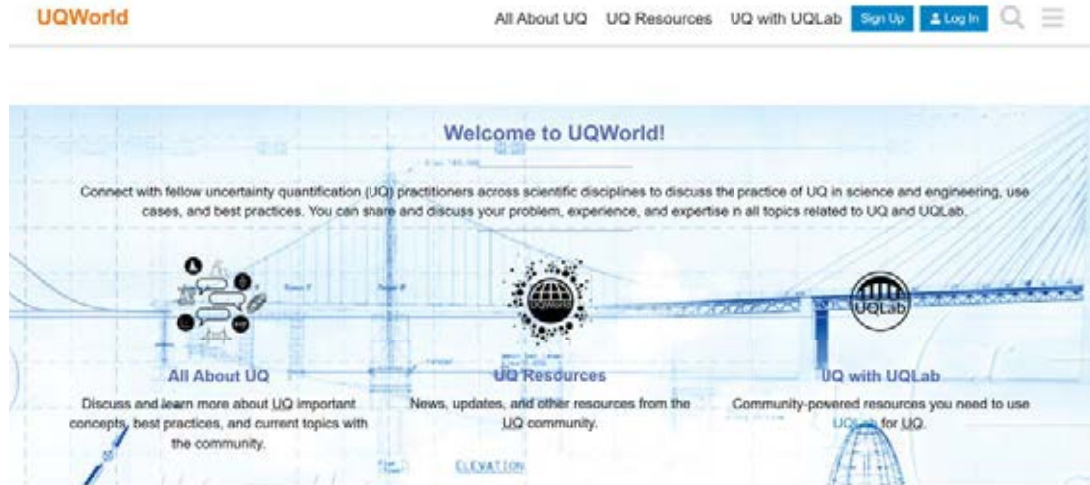 UQWorld
All About UQ UQ Resources UQ with UQLab Sign Up Log In
Welcome to UQWorld!
Connect with fellow uncertainty quantification (UQ) practitioners across scientific disciplines to discuss the practice of UQ in science and engineering, use
cases, and best practices. You can share and discuss your problem, experience, and expertise in all topics related to UQ and UQLab.
UQWorld
UQLab
All About UQ
UQ Resources
UQ with UQLab
Discuss and learn more about UQ important
concepts, best practices, and current topics with
the community.
News, updates, and other resources from the
UQ community.
Community-powered resources you need to use
UQLab for UQ.
ELEVATION